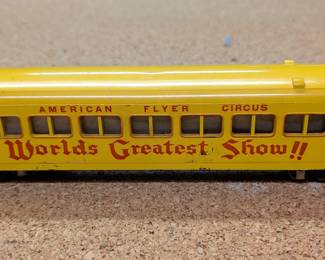 AMERICAN FLYER CIRCUS
Worlds Greatest Show!!